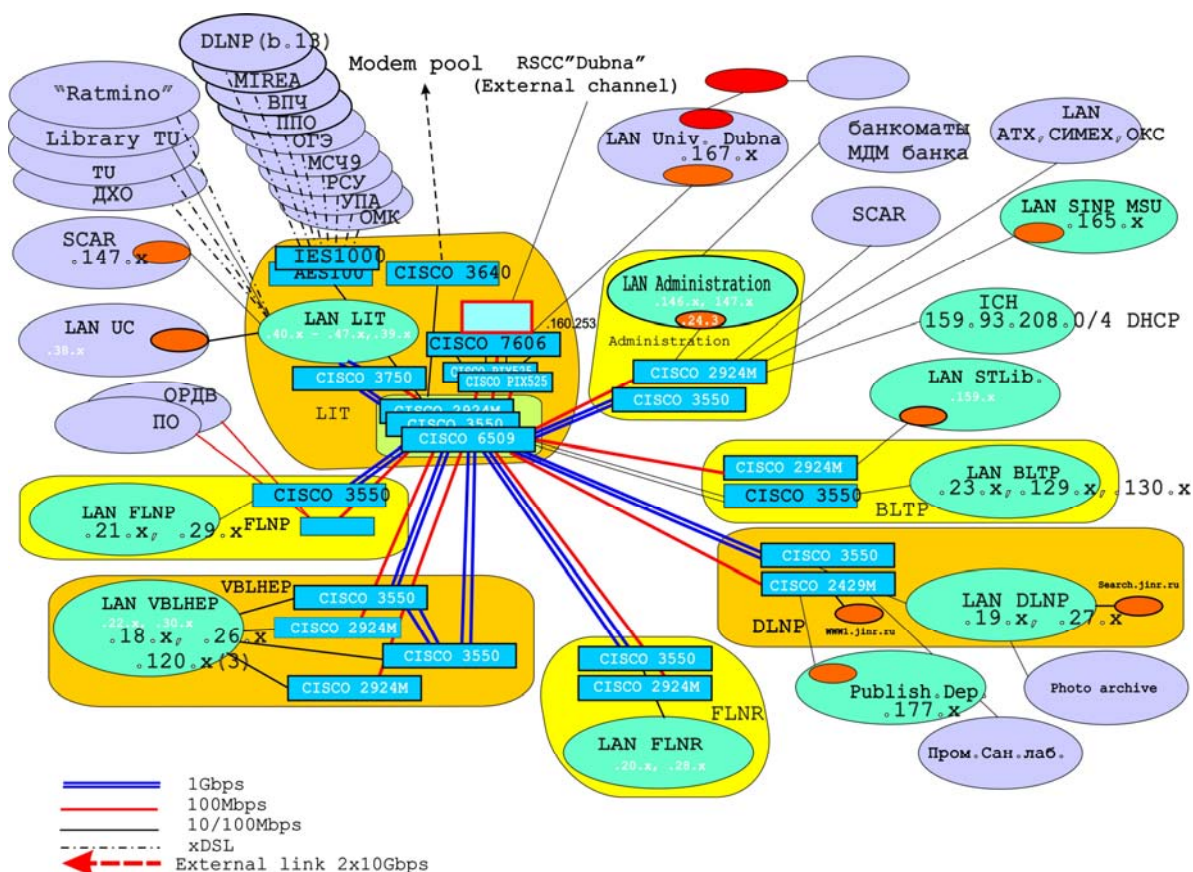 DLNP(b.13)
MIREA
ВПЧ
ППО
ОГЭ
МСЧ9
РСУ
УПА
ОМК
Modem pool
RSCC"Dubna"
(External channel)
"Ratmino"
Library TU
TU
ДХО
SCAR
.147.x
LAN UC
.38.x
ОРДВ
ПО
LAN Univ. Dubna
.167.x
банкоматы
МДМ банка
LAN
АТХ,СИМЕХ,ОКС
SCAR
LAN SINP MSU
.165.x
ICH
159.93.208.0/4 DHCP
IES1000
AES100
CISCO 3640
LAN LIT
.40.x - .47.x,.39.x
.160.253
CISCO 7606
CISCO PIX525
CISCO PIX525
CISCO 3750
LIT
CISCO 2924M
CISCO 3550
CISCO 6509
LAN Administration
.146.x, 147.x
.24.3
Administration
CISCO 2924M
CISCO 3550
LAN STLib.
.159.x
CISCO 2924M
CISCO 3550
LAN BLTP
.23.x,.129.x,.130.x
BLTP
CISCO 3550
LAN FLNP
.21.x, .29.x
FLNP
VBLHEP
LAN VBLHEP
.22.x, .30.x
.18.x, .26.x
.120.x(3)
CISCO 3550
CISCO 2924M
CISCO 3550
CISCO 2924M
CISCO 3550
CISCO 2429M
Search.jinr.ru
LAN DLNP
.19.x, .27.x
DLNP
WWW1.jinr.ru
CISCO 3550
CISCO 2924M
FLNR
LAN FLNR
.20.x, .28.x
Publish.Dep.
.177.x
Photo archive
Пром.Сан.лаб.
1Gbps
100Mbps
10/100Mbps
xDSL
External link 2x10Gbps